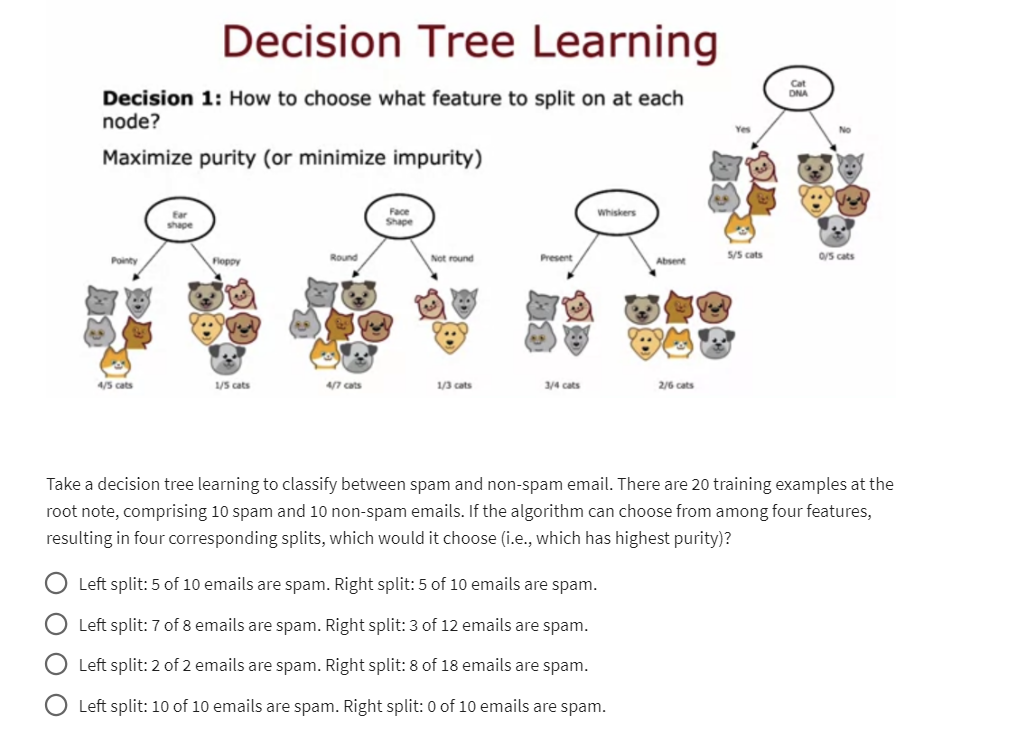 Decision Tree Learning
Decision 1: How to choose what feature to split on at each
node?
Maximize purity (or minimize impurity)
Cat
DNA
Yes
No
5/5 cats
0/5 cats
Ear
shape
Pointy
Floppy
4/5 cats
1/5 cats
Face
Shape
Round
Not round
4/7 cats
1/3 cats
Whiskers
Present
Absent
3/4 cats
2/6 cats
Take a decision tree learning to classify between spam and non-spam email. There are 20 training examples at the
root note, comprising 10 spam and 10 non-spam emails. If the algorithm can choose from among four features,
resulting in four corresponding splits, which would it choose (i.e., which has highest purity)?
Left split: 5 of 10 emails are spam. Right split: 5 of 10 emails are spam.
Left split: 7 of 8 emails are spam. Right split: 3 of 12 emails are spam.
Left split: 2 of 2 emails are spam. Right split: 8 of 18 emails are spam.
Left split: 10 of 10 emails are spam. Right split: 0 of 10 emails are spam.